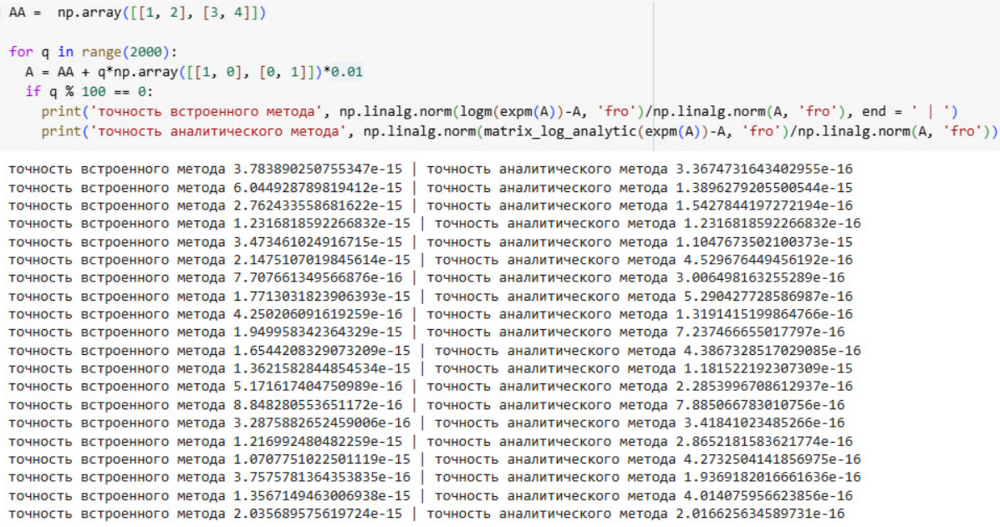 AA =  np.array([[1, 2], [3, 4]])
for q in range(2000):
  A = AA + q*np.array([[1, 0], [0, 1]])*0.01
  if q % 100 == 0:
    print('точность встроенного метода', np.linalg.norm(logm(expm(A))-A, 'fro')/np.linalg.norm(A, 'fro'), end = ' | ')
    print('точность аналитического метода', np.linalg.norm(matrix_log_analytic(expm(A))-A, 'fro')/np.linalg.norm(A, 'fro'))
точность встроенного метода 3.783890250755347e-15 | точность аналитического метода 3.3674731643402955e-16
точность встроенного метода 6.044928789819412e-15 | точность аналитического метода 1.3896279205500544e-15
точность встроенного метода 2.762433558681622e-15 | точность аналитического метода 1.5427844197272194e-16
точность встроенного метода 1.2316818592266832e-15 | точность аналитического метода 1.2316818592266832e-16
точность встроенного метода 3.473461024916715e-15 | точность аналитического метода 1.1047673502100373e-15
точность встроенного метода 2.1475107019845614e-15 | точность аналитического метода 4.529676449456192e-16
точность встроенного метода 7.707661349566876e-16 | точность аналитического метода 3.006498163255289e-16
точность встроенного метода 1.7713031823906393e-15 | точность аналитического метода 5.290427728586987e-16
точность встроенного метода 4.250206091619259e-16 | точность аналитического метода 1.3191415199864766e-16
точность встроенного метода 1.949958342364329e-15 | точность аналитического метода 7.237466655017797e-16
точность встроенного метода 1.6544208329073209e-15 | точность аналитического метода 4.3867328517029085e-16
точность встроенного метода 1.3621582844854534e-15 | точность аналитического метода 1.181522192307309e-15
точность встроенного метода 5.171617404750989e-16 | точность аналитического метода 2.2853996708612937e-16
точность встроенного метода 8.848280553651172e-16 | точность аналитического метода 7.885066783010756e-16
точность встроенного метода 3.2875882652459006e-16 | точность аналитического метода 3.41841023485266e-16
точность встроенного метода 1.216992480482259e-15 | точность аналитического метода 2.8652181583621774e-16
точность встроенного метода 1.0707751022501119e-15 | точность аналитического метода 4.2732504141856975e-16
точность встроенного метода 3.7575781364353835e-16 | точность аналитического метода 1.9369182016661636e-16
точность встроенного метода 1.3567149463006938e-15 | точность аналитического метода 4.014075956623856e-16
точность встроенного метода 2.035689575619724e-15 | точность аналитического метода 2.016625634589731e-16